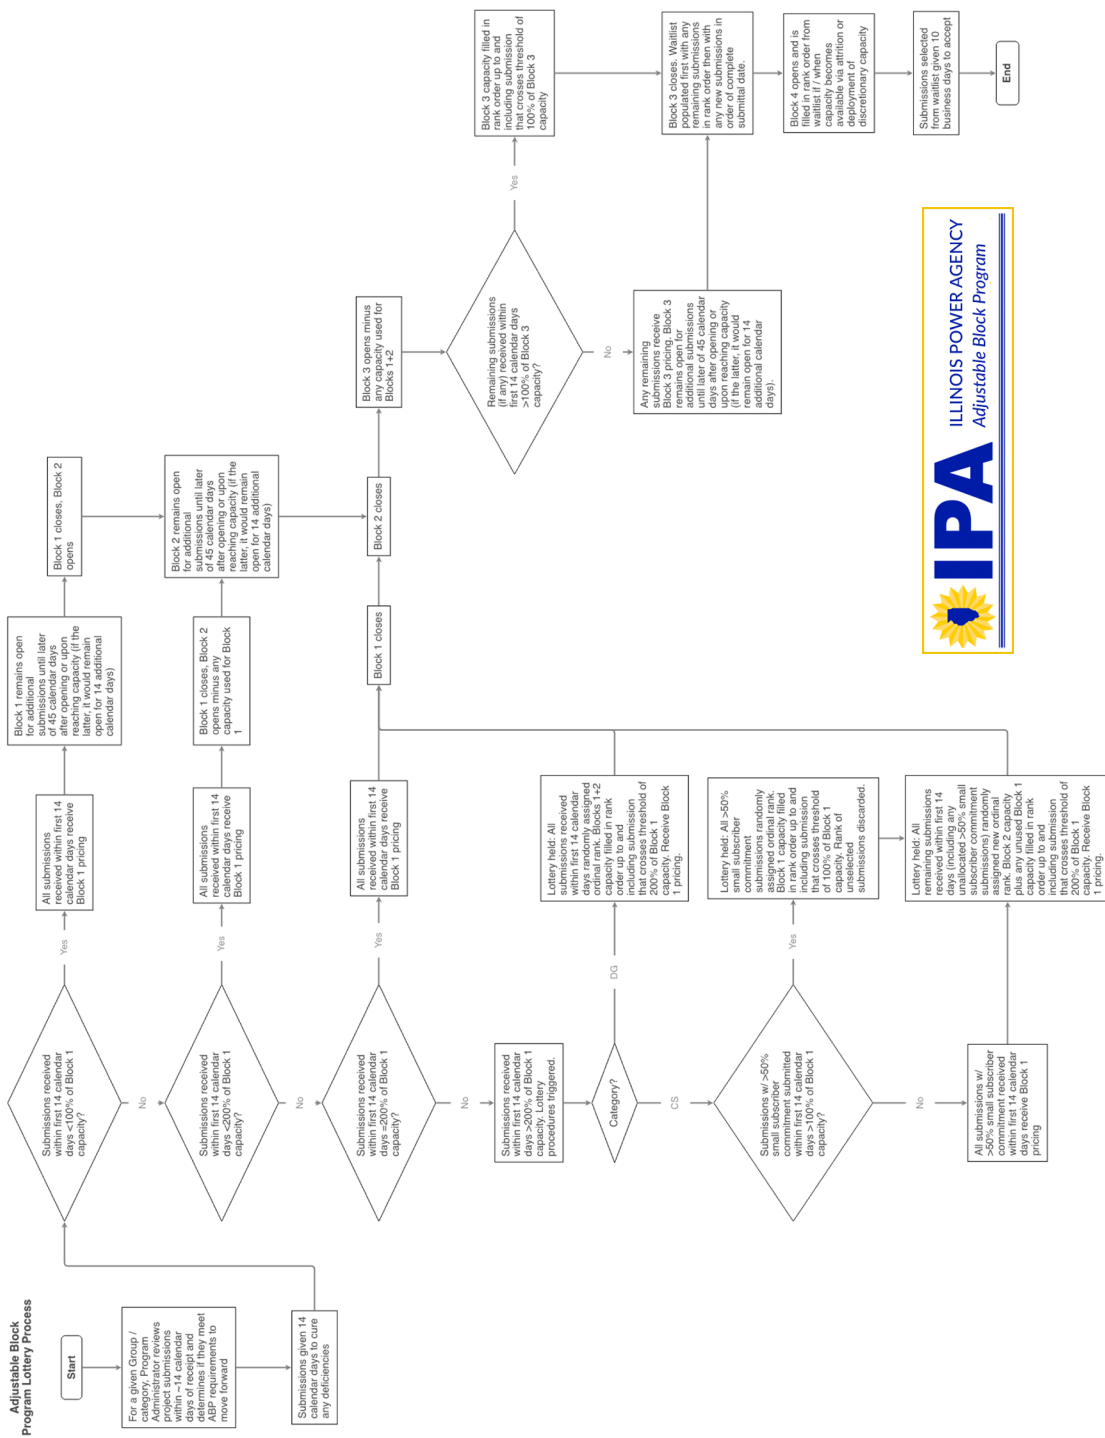 Adjustable Block
Program Lottery Process
Start
For a given Group /
category, Program
Administrator reviews
project submissions
within ~14 calendar
days of receipt and
determines if they meet
ABP requirements to
move forward
Submissions given 14
calendar days to cure
any deficiencies
Submissions received
within first 14 calendar
days <100% of Block 1
capacity?
Yes
All submissions
received within first 14
calendar days receive
Block 1 pricing
Block 1 remains open
for additional
submissions until later
of 45 calendar days
after opening or upon
reaching capacity (if the
latter, it would remain
open for 14 additional
calendar days)
Block 1 closes, Block 2
opens
No
Submissions received
within first 14 calendar
days <200% of Block 1
capacity?
Yes
All submissions
received within first 14
calendar days receive
Block 1 pricing
Block 1 closes, Block 2
opens minus any
capacity used for Block
1
Block 2 remains open
for additional
submissions until later
of 45 calendar days
after opening or upon
reaching capacity (if the
latter, it would remain
open for 14 additional
calendar days)
No
Submissions received
within first 14 calendar
days =200% of Block 1
capacity?
Yes
All submissions
received within first 14
calendar days receive
Block 1 pricing
Block 1 closes
Block 2 closes
Block 3 opens minus
any capacity used for
Blocks 1+2
No
Submissions received
within first 14 calendar
days >200% of Block 1
capacity. Lottery
procedures triggered.
Category?
DG
Lottery held: All
submissions received
within first 14 calendar
days randomly assigned
ordinal rank. Blocks 1+2
capacity filled in rank
order up to and
including submission
that crosses threshold of
200% of Block 1
capacity. Receive Block
1 pricing.
CS
Submissions w/ >50%
small subscriber
commitment submitted
within first 14 calendar
days >100% of Block 1
capacity?
Yes
Lottery held: All >50%
small subscriber
commitment
submissions randomly
assigned ordinal rank.
Block 1 capacity filled
in rank order up to and
including submission
that crosses threshold
of 100% of Block 1
capacity. Rank of
unselected
submissions discarded.
No
All submissions w/
>50% small subscriber
commitment received
within first 14 calendar
days receive Block 1
pricing
Lottery held: All
remaining submissions
received within first 14
days (including any
unallocated >50% small
subscriber commitment
submissions) randomly
assigned new ordinal
rank. Block 2 capacity
plus any unused Block 1
capacity filled in rank
order up to and
including submission
that crosses threshold of
200% of Block 1
capacity. Receive Block
1 pricing.
Remaining submissions
(if any) received within
first 14 calendar days
>100% of Block 3
capacity?
Yes
Block 3 capacity filled in
rank order up to and
including submission
that crosses threshold of
100% of Block 3
capacity
No
Any remaining
submissions receive
Block 3 pricing. Block 3
remains open for
additional submissions
until later of 45 calendar
days after opening or
upon reaching capacity
(if the latter, it would
remain open for 14
additional calendar
days).
Block 3 closes. Waitlist
populated first with any
remaining submissions
in rank order then with
any new submissions in
order of complete
submittal date.
Block 4 opens and is
filled in rank order from
waitlist if / when
capacity becomes
available via attrition or
deployment of
discretionary capacity
Submissions selected
from waitlist given 10
business days to accept
End
IPA
ILLINOIS POWER AGENCY
Adjustable Block Program